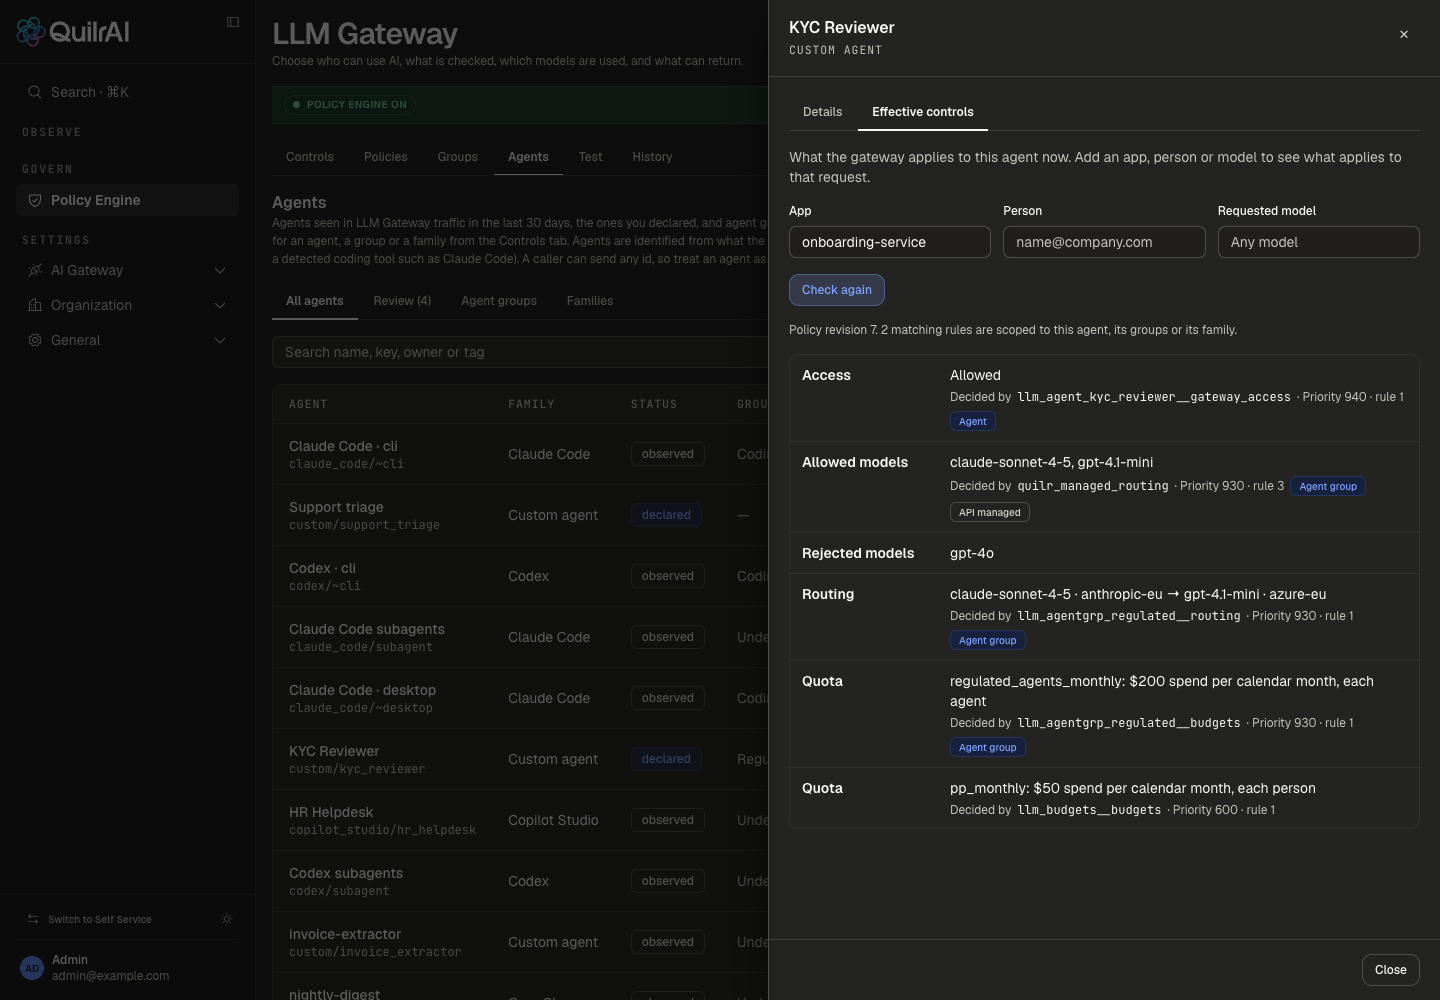 QuilrAI
Search · ⌘K
OBSERVE
GOVERN
Policy Engine
SETTINGS
AI Gateway
Organization
General
Switch to Self Service
AD
Admin
admin@example.com
LLM Gateway
Choose who can use AI, what is checked, which models are used, and what can return.
POLICY ENGINE ON
Controls Policies Groups Agents Test History
Agents
Agents seen in LLM Gateway traffic in the last 30 days, the ones you declared, and agent g
for an agent, a group or a family from the Controls tab. Agents are identified from what the
a detected coding tool such as Claude Code). A caller can send any id, so treat an agent as
All agents Review (4) Agent groups Families
Search name, key, owner or tag
AGENT FAMILY STATUS GROU
Claude Code · cli
claude_code/~cli
Claude Code observed Codi
Support triage
custom/support_triage
Custom agent declared —
Codex · cli
codex/~cli
Codex observed Codi
Claude Code subagents
claude_code/subagent
Claude Code observed Unde
Claude Code · desktop
claude_code/~desktop
Claude Code observed Codi
KYC Reviewer
custom/kyc_reviewer
Custom agent declared Regu
HR Helpdesk
copilot_studio/hr_helpdesk
Copilot Studio observed Unde
Codex subagents
codex/subagent
Codex observed Unde
invoice-extractor
custom/invoice_extractor
Custom agent observed Unde
nightly-digest
KYC Reviewer
CUSTOM AGENT
×
Details Effective controls
What the gateway applies to this agent now. Add an app, person or model to see what applies to
that request.
App Person Requested model
onboarding-service name@company.com Any model
Check again
Policy revision 7. 2 matching rules are scoped to this agent, its groups or its family.
Access Allowed
Decided by llm_agent_kyc_reviewer__gateway_access · Priority 940 · rule 1
Agent
Allowed models claude-sonnet-4-5, gpt-4.1-mini
Decided by quilr_managed_routing · Priority 930 · rule 3 Agent group
API managed
Rejected models gpt-4o
Routing claude-sonnet-4-5 · anthropic-eu → gpt-4.1-mini · azure-eu
Decided by llm_agentgrp_regulated__routing · Priority 930 · rule 1
Agent group
Quota regulated_agents_monthly: $200 spend per calendar month, each
agent
Decided by llm_agentgrp_regulated__budgets · Priority 930 · rule 1
Agent group
Quota pp_monthly: $50 spend per calendar month, each person
Decided by llm_budgets__budgets · Priority 600 · rule 1
Close